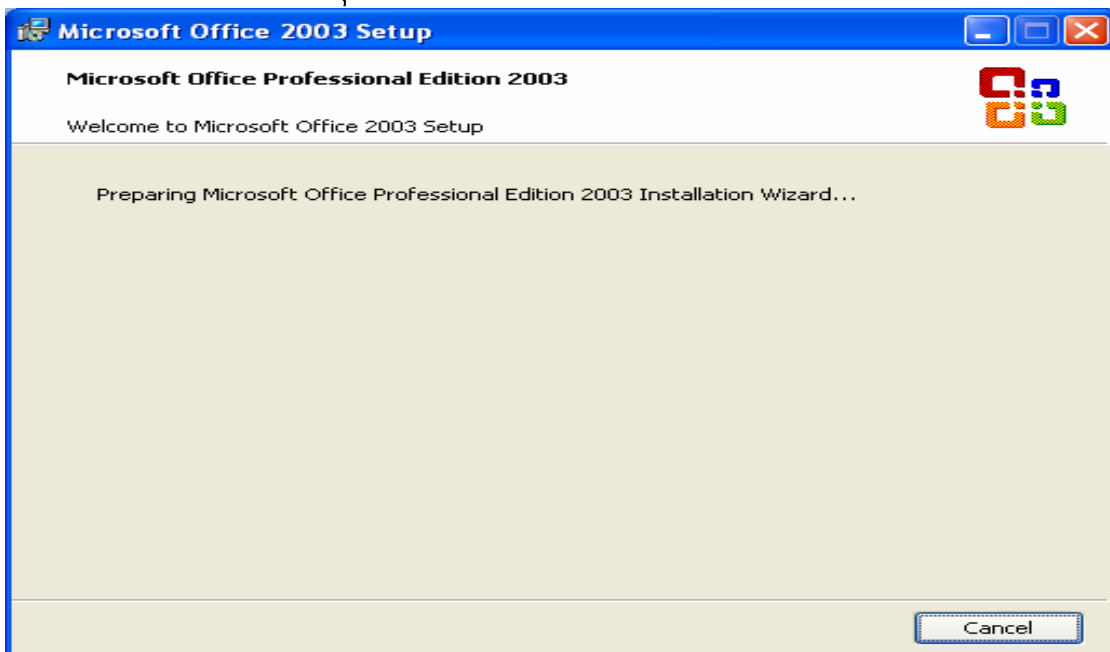 Microsoft Office 2003 Setup
Microsoft Office Professional Edition 2003
Welcome to Microsoft Office 2003 Setup
Preparing Microsoft Office Professional Edition 2003 Installation Wizard...
Cancel